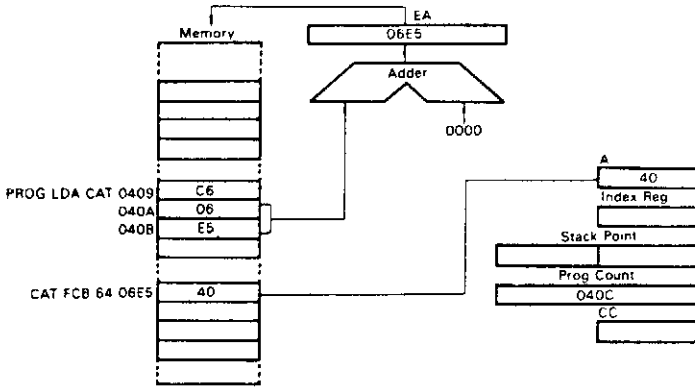 EA
Memory
06E5
Adder
0000
A
PROG LDA CAT 0409 C6
40
040A 06
Index Reg
040B E5
Stack Point
Prog Count
CAT FCB 64 06E5 40
040C
CC